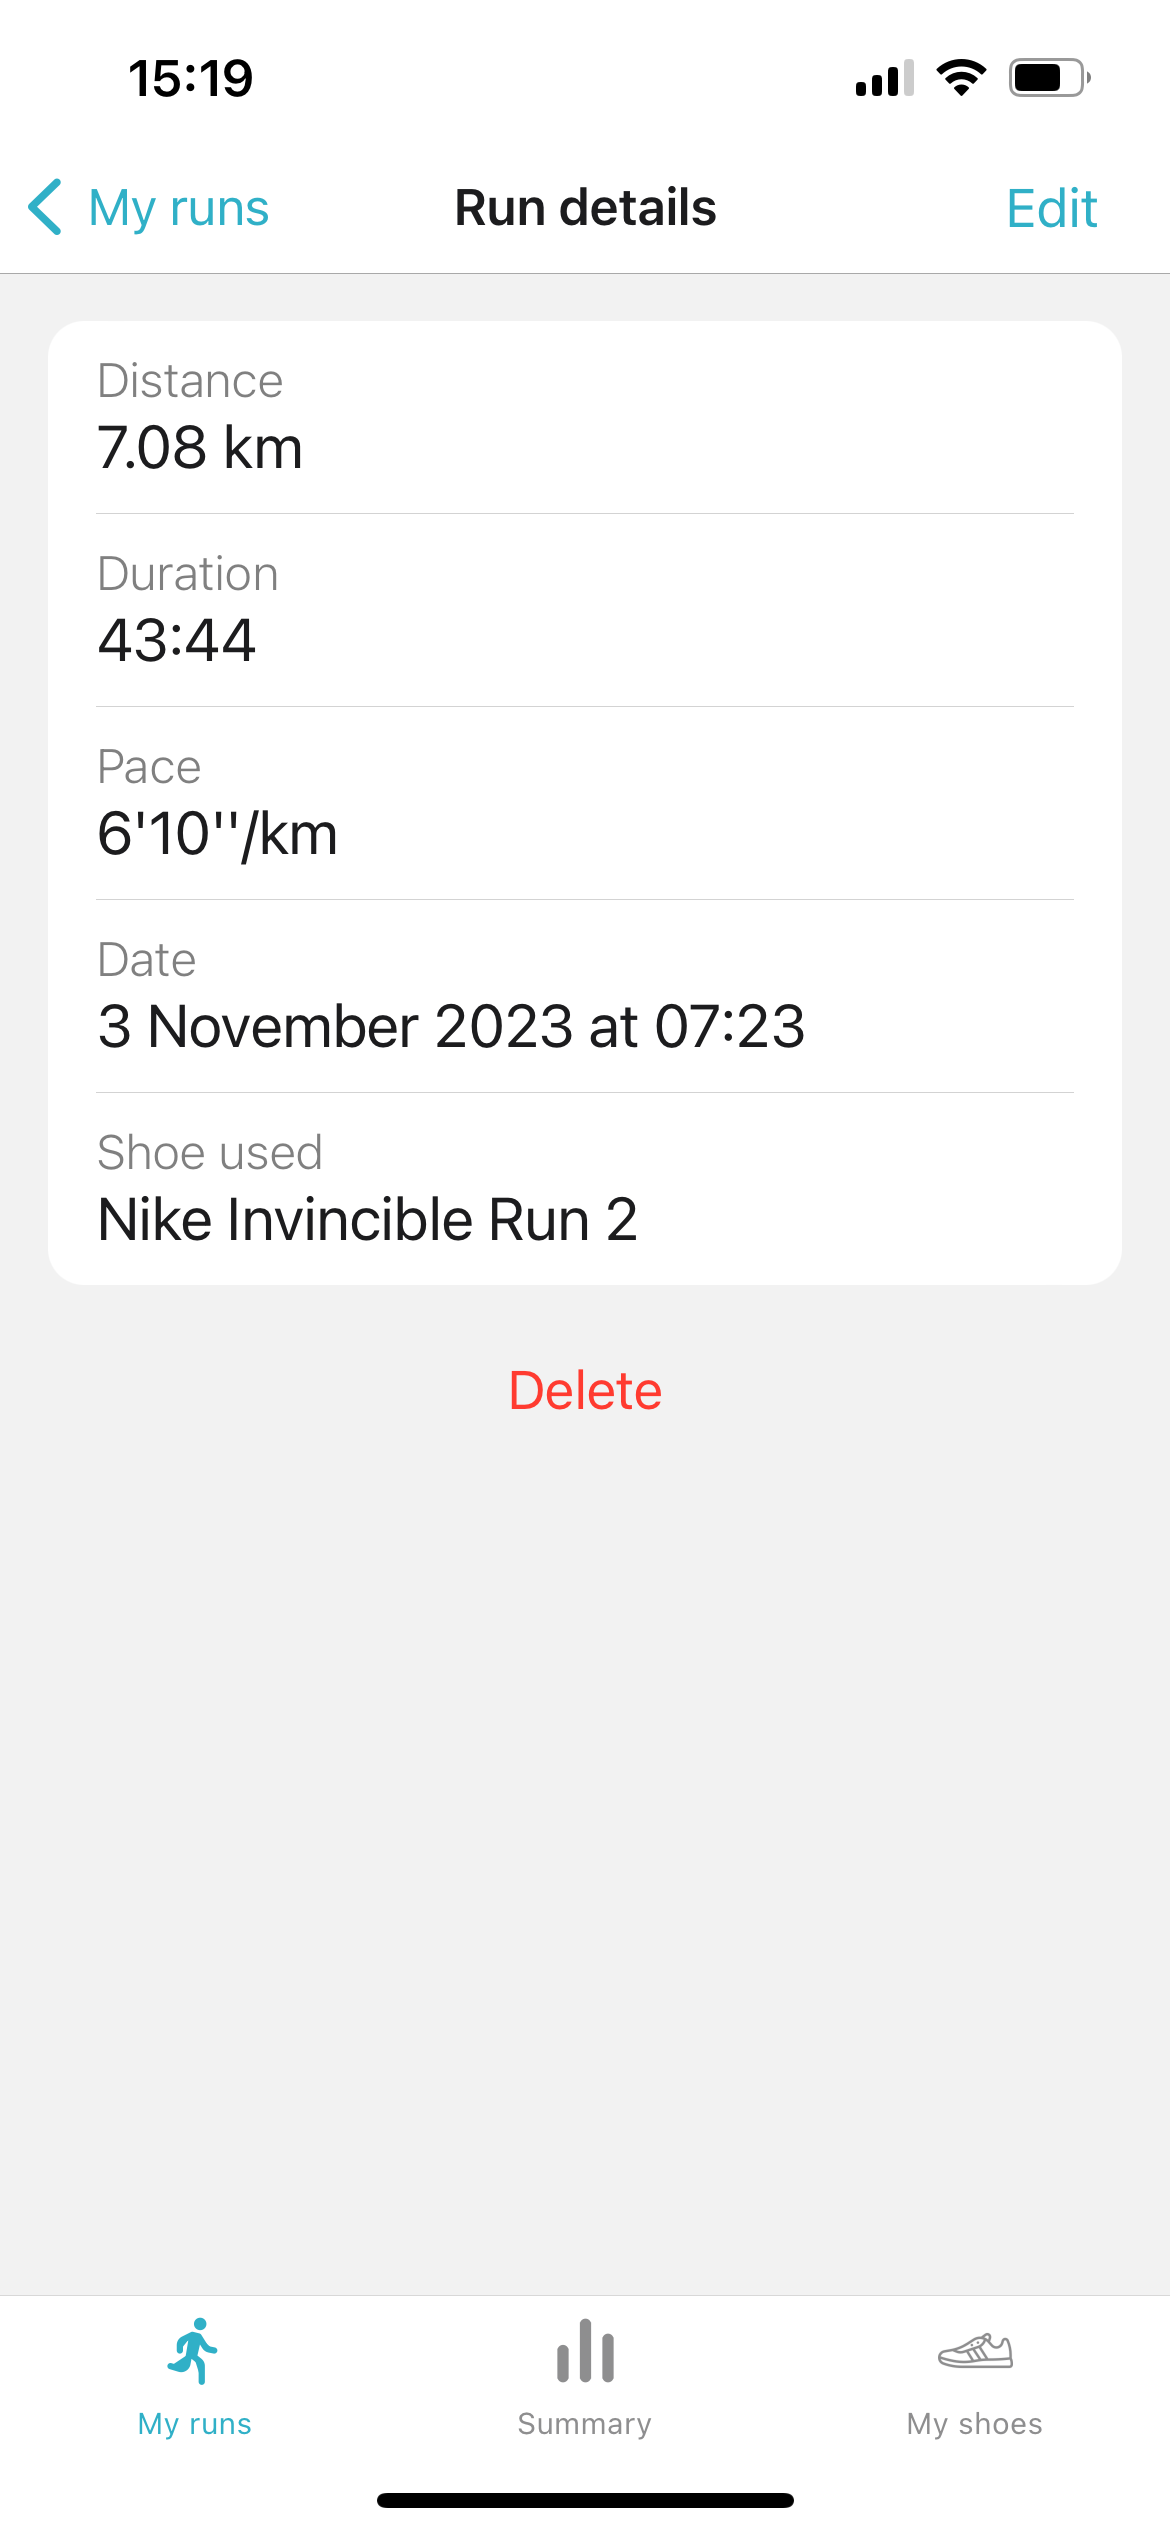 15:19
My runs
Run details
Edit
Distance
7.08 km
Duration
43:44
Pace
6'10''/km
Date
3 November 2023 at 07:23
Shoe used
Nike Invincible Run 2
Delete
My runs
Summary
My shoes